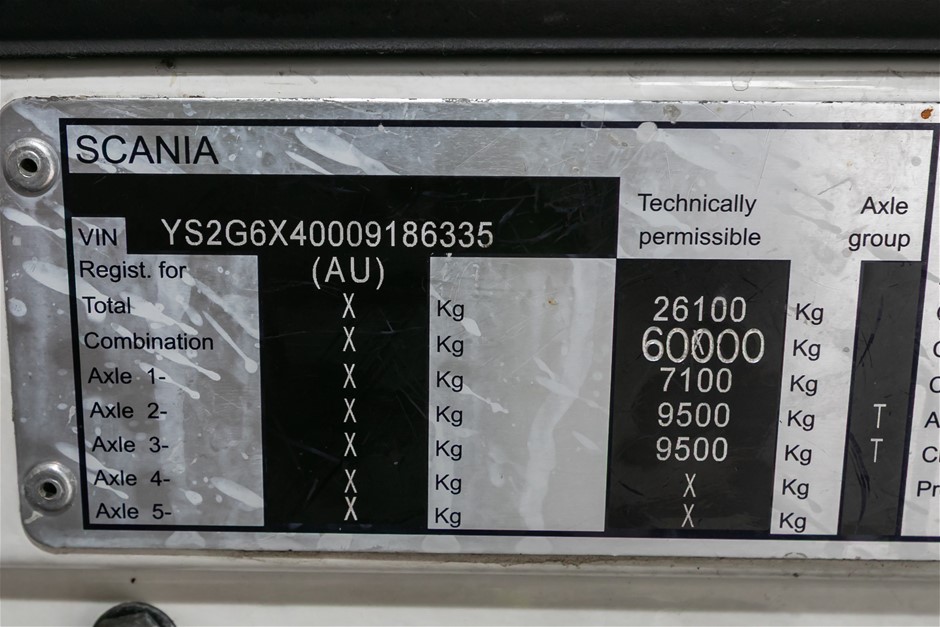 SCANIA
Technically permissible
Axle group
VIN YS2G6X40009186335
Regist. for (AU)
Total X Kg 26100 Kg
Combination X Kg 60000 Kg
Axle 1- X Kg 7100 Kg
Axle 2- X Kg 9500 Kg T
Axle 3- X Kg 9500 Kg T
Axle 4- X Kg X Kg
Axle 5- X Kg X Kg